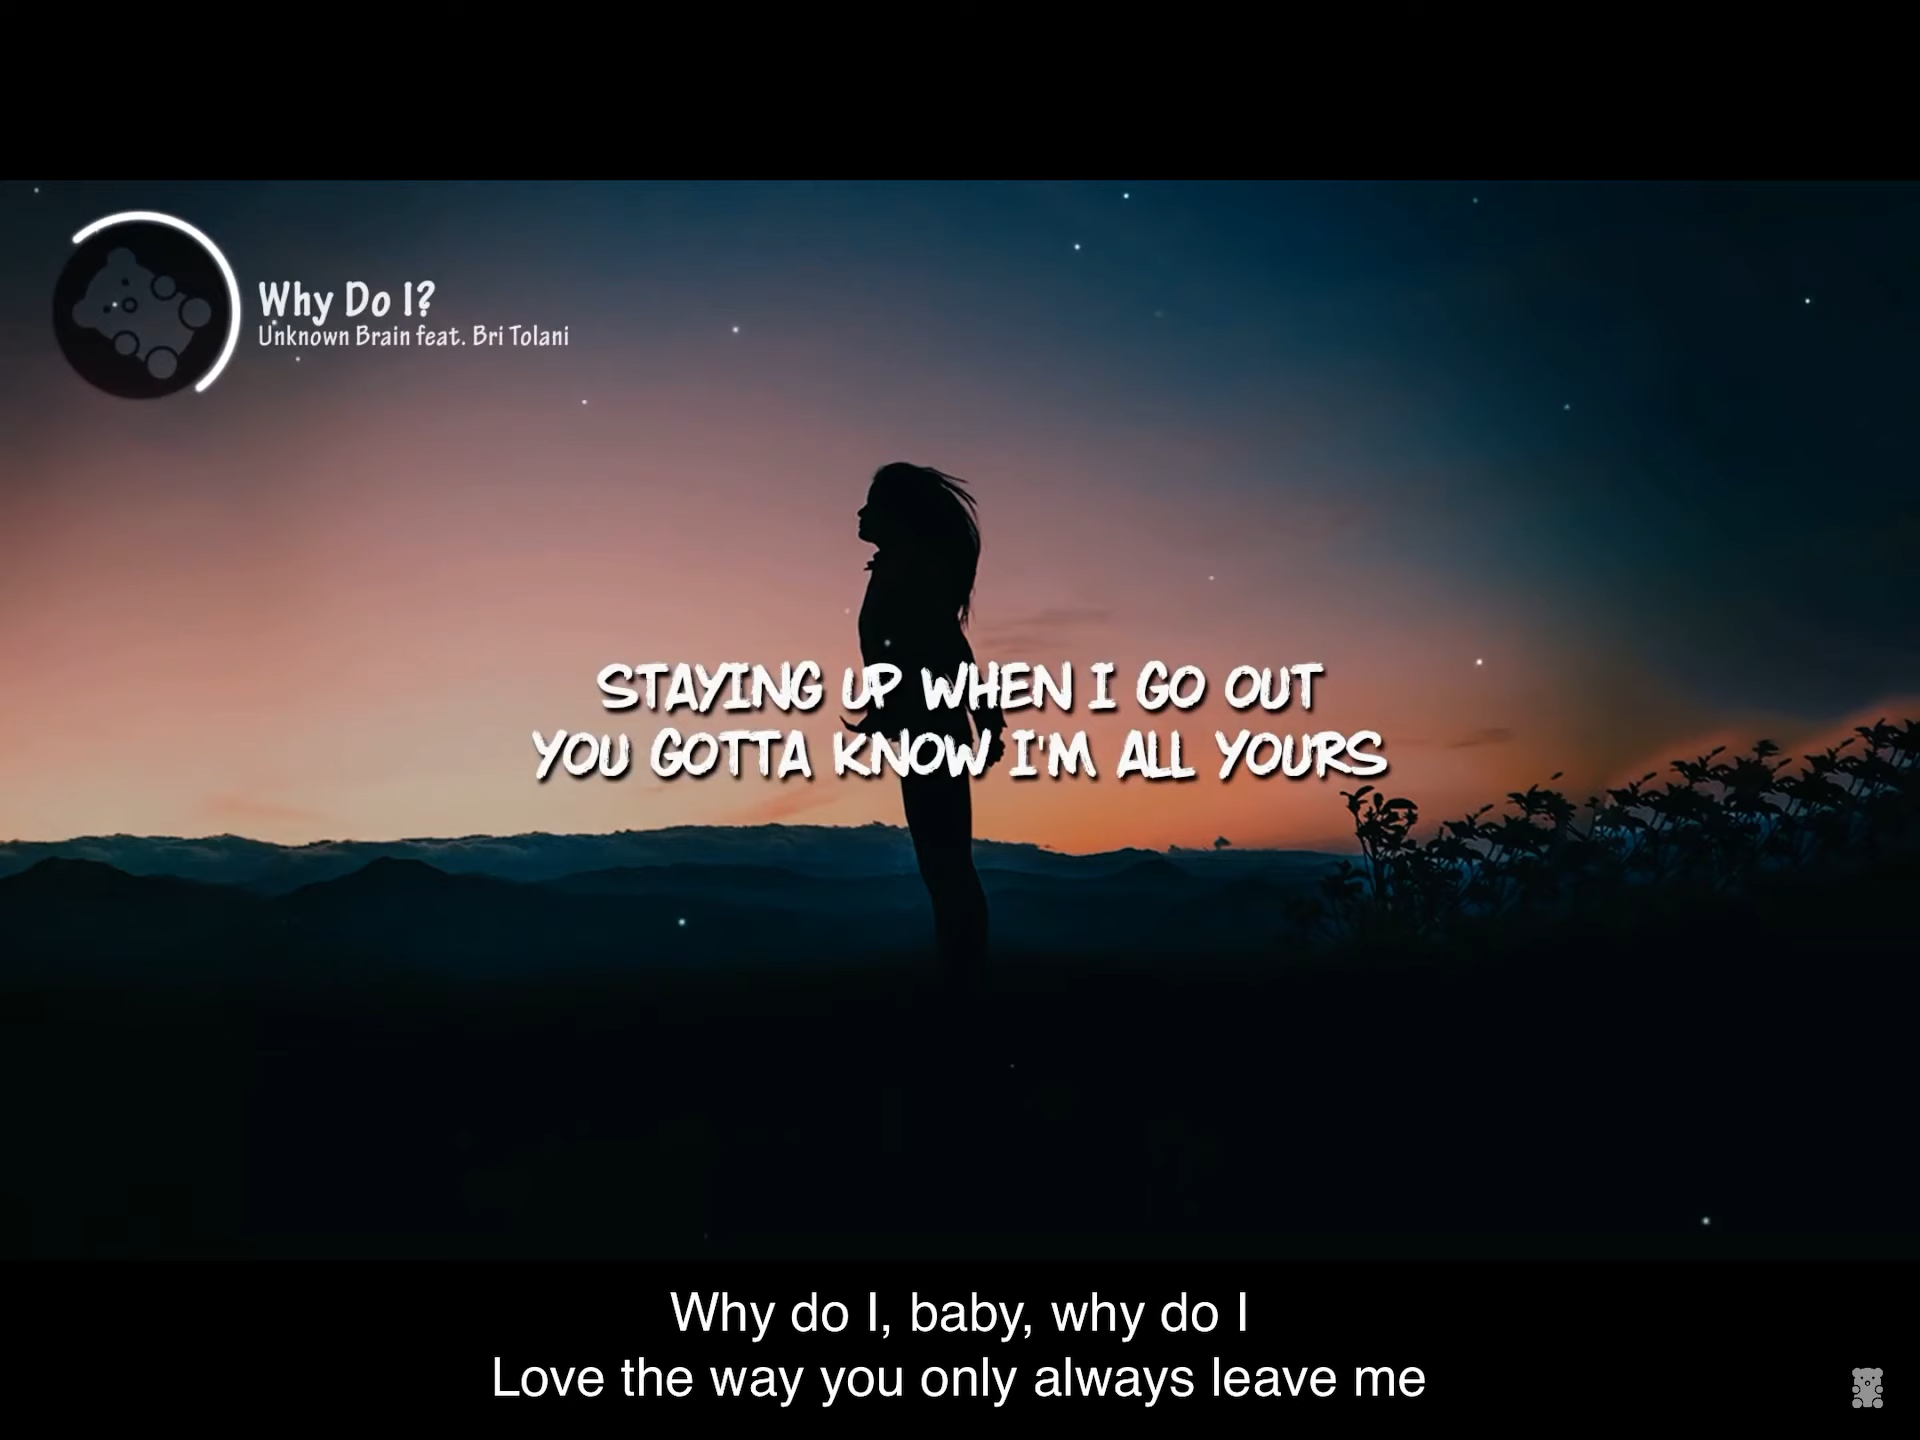 Why Do I?
Unknown Brain feat. Bri Tolani
STAYING UP WHEN I GO OUT
YOU GOTTA KNOW I'M ALL YOURS
Why do I, baby, why do I
Love the way you only always leave me